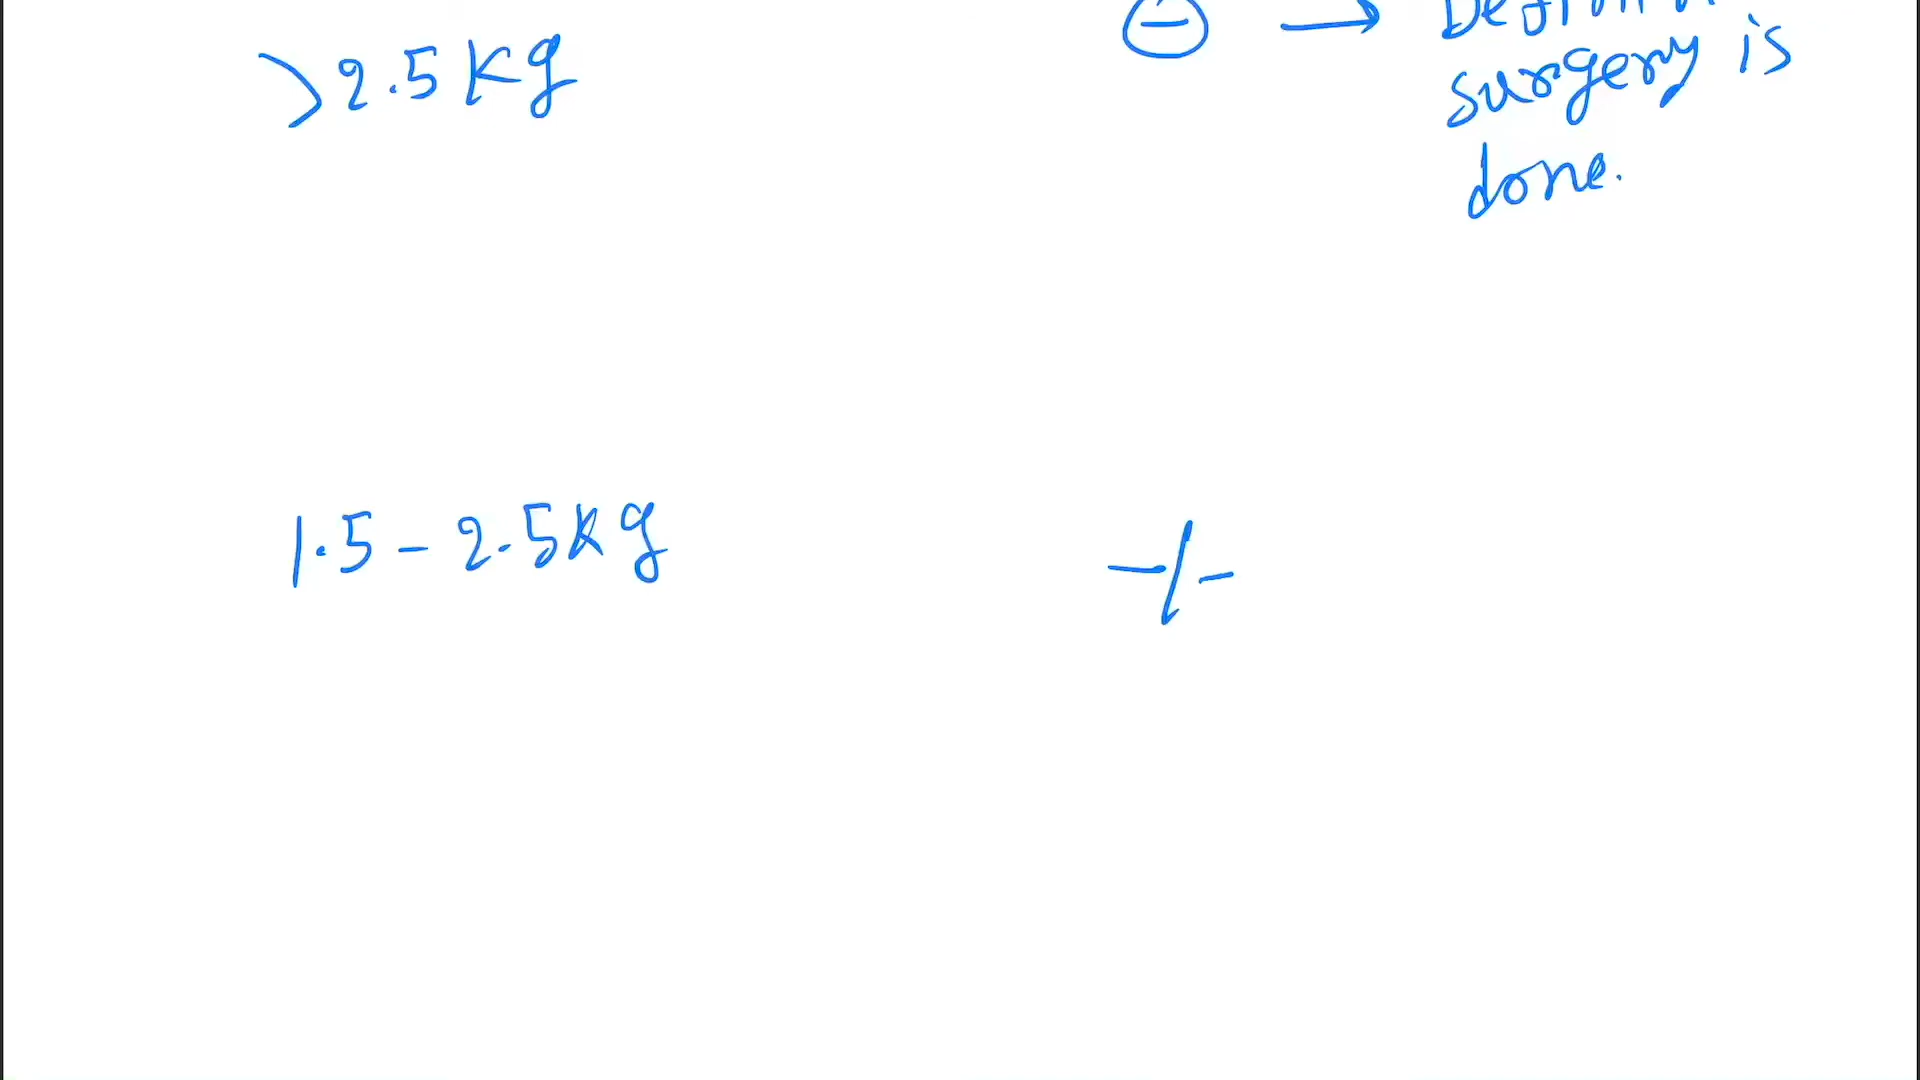 >2.5 Kg
⊖ →
surgery is
done.
1.5 - 2.5 kg
-/-